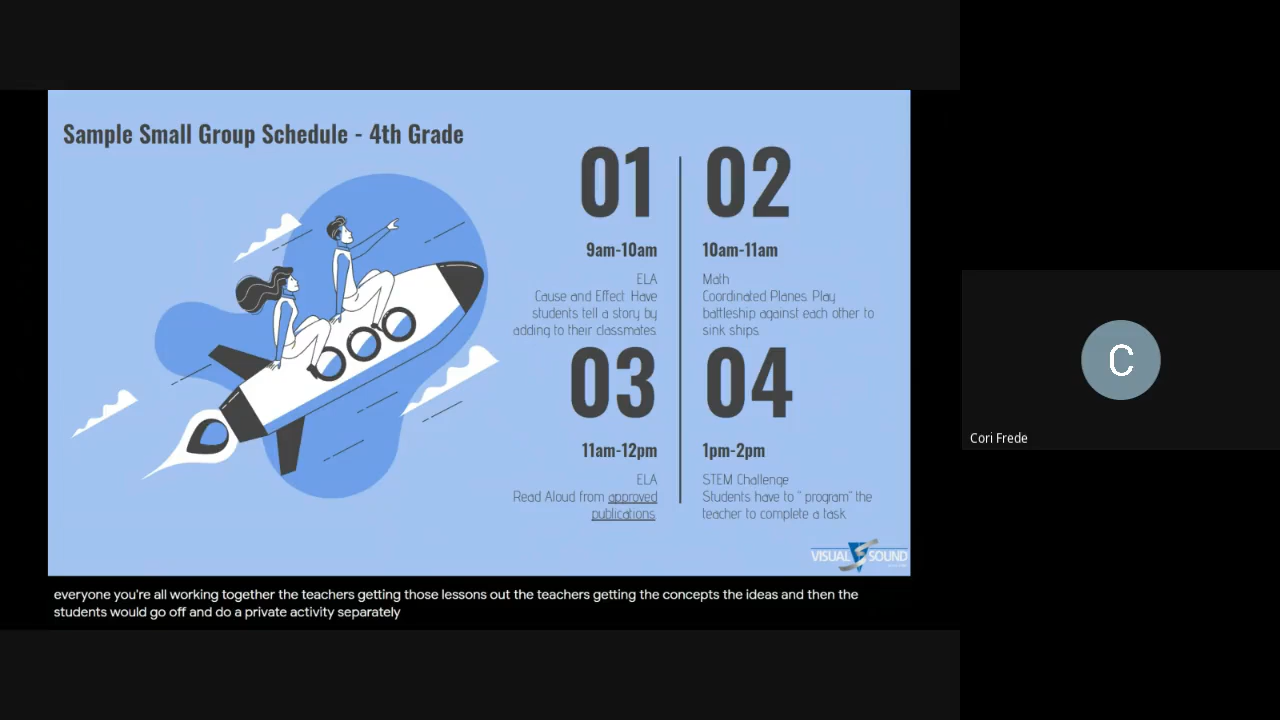 Sample Small Group Schedule - 4th Grade
01
9am-10am
ELA
Cause and Effect. Have
students tell a story by
adding to their classmates.
02
10am-11am
Math
Coordinated Planes. Play
battleship against each other to
sink ships.
03
11am-12pm
ELA
Read Aloud from approved
publications.
04
1pm-2pm
STEM Challenge
Students have to " program" the
teacher to complete a task.
VISUAL SOUND
everyone you're all working together the teachers getting those lessons out the teachers getting the concepts the ideas and then the
students would go off and do a private activity separately
C
Cori Frede